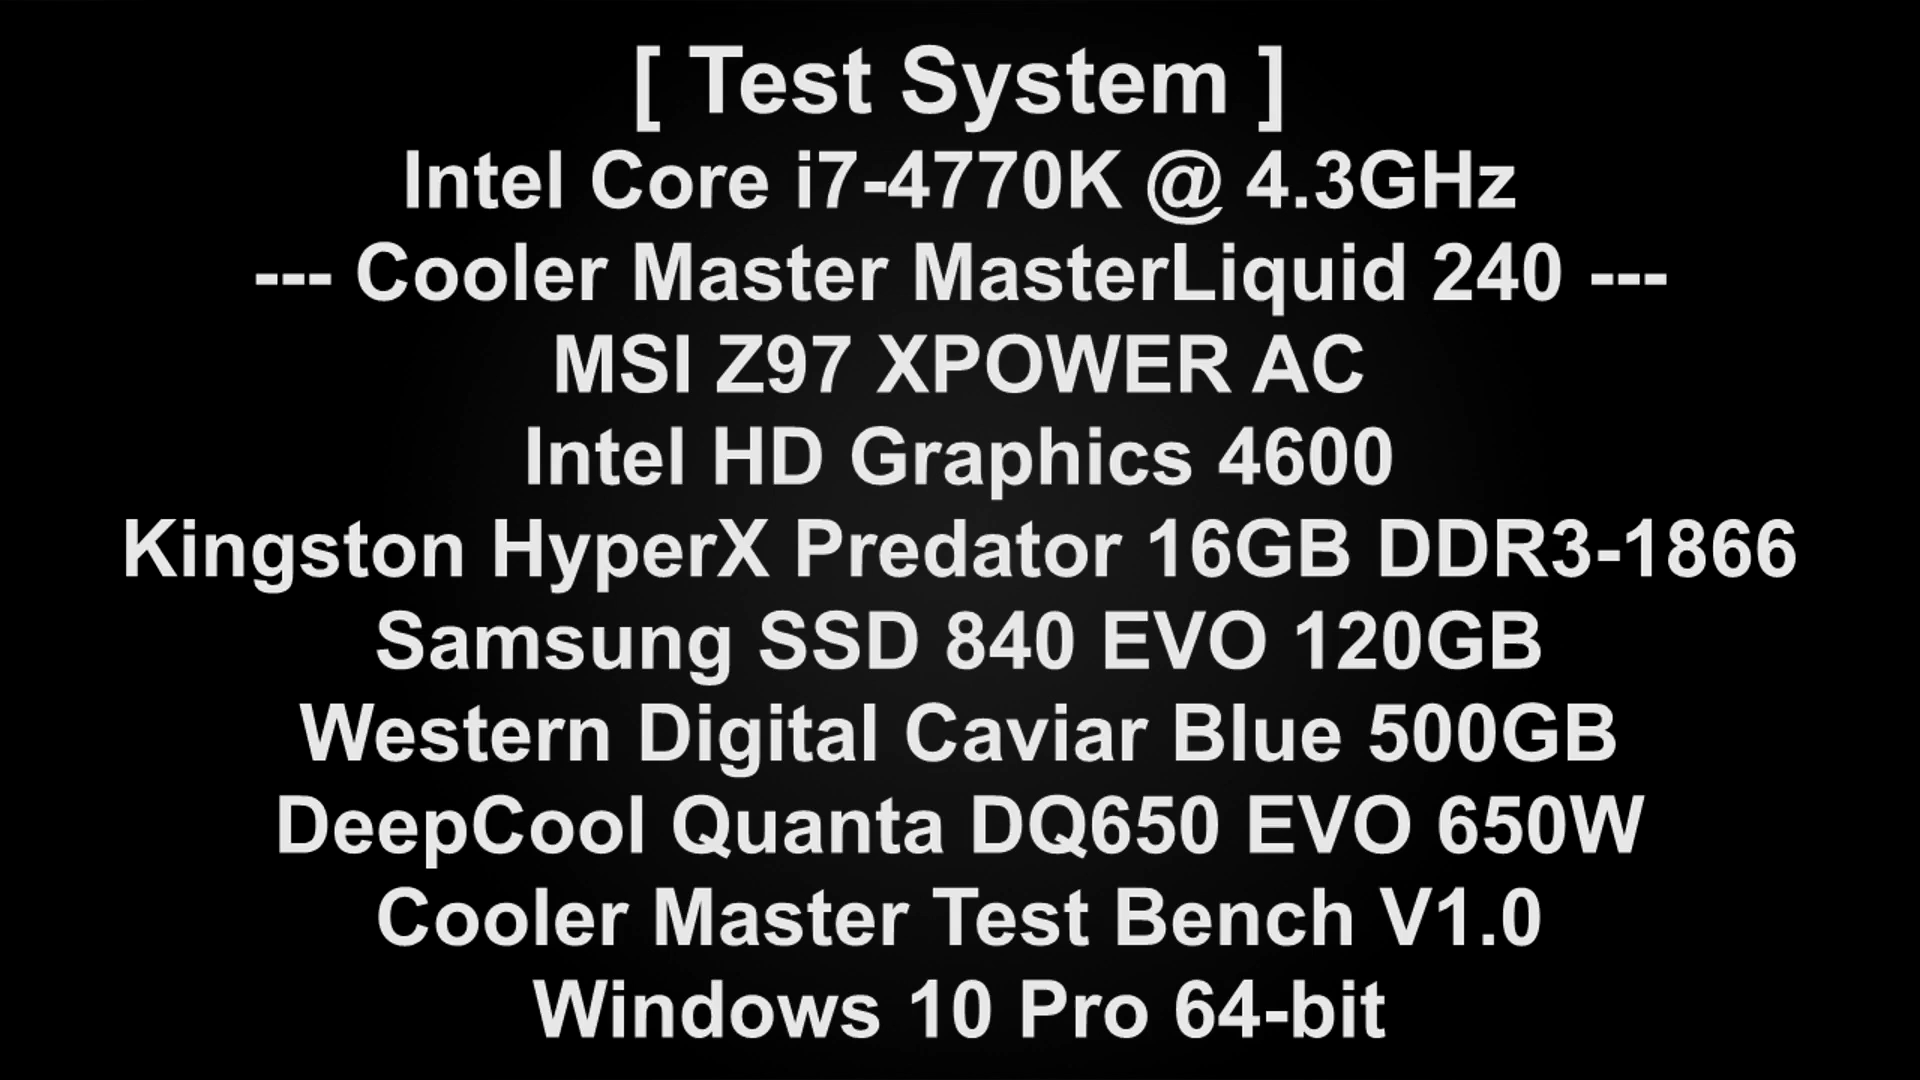 [ Test System ]
Intel Core i7-4770K @ 4.3GHz
--- Cooler Master MasterLiquid 240 ---
MSI Z97 XPOWER AC
Intel HD Graphics 4600
Kingston HyperX Predator 16GB DDR3-1866
Samsung SSD 840 EVO 120GB
Western Digital Caviar Blue 500GB
DeepCool Quanta DQ650 EVO 650W
Cooler Master Test Bench V1.0
Windows 10 Pro 64-bit